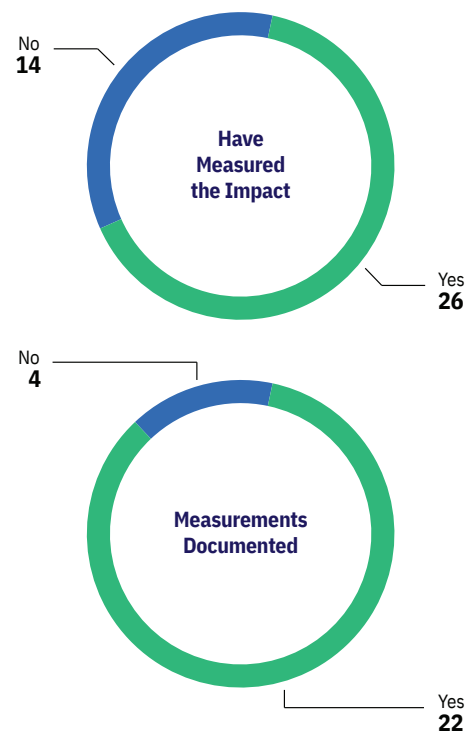 No
14
Have
Measured
the Impact
Yes
26
No
4
Measurements
Documented
Yes
22